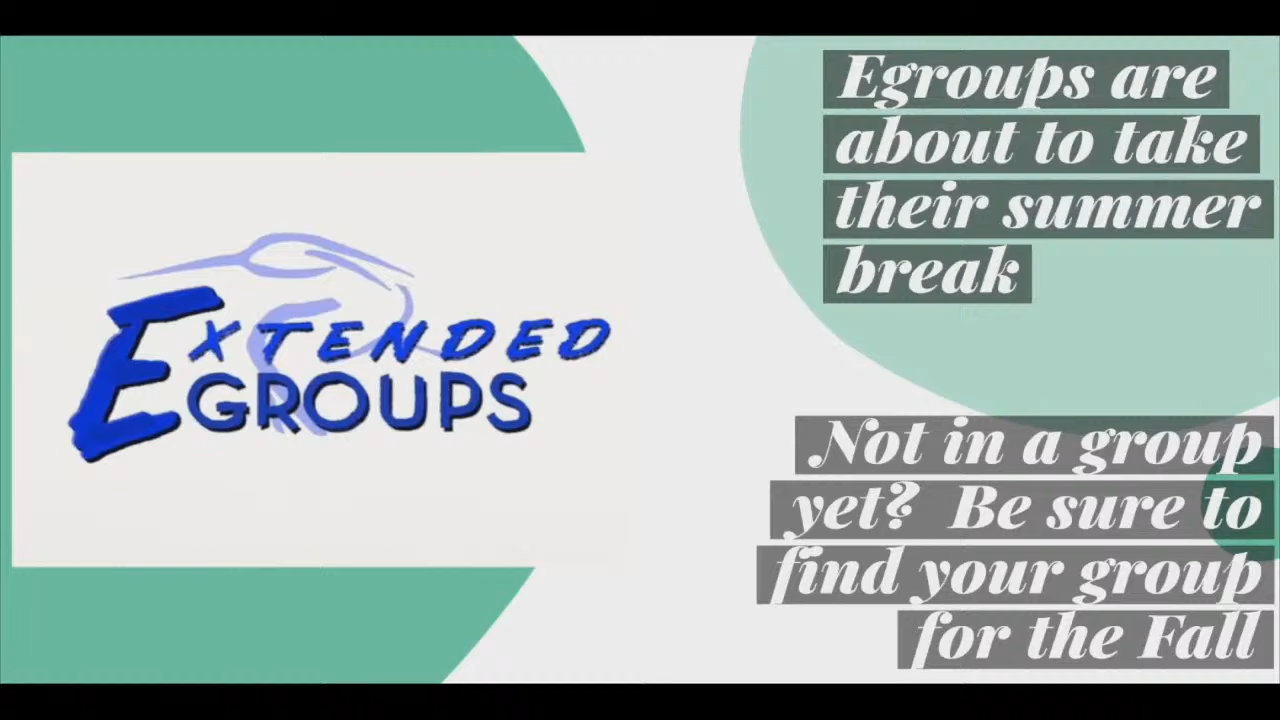 EXTENDED
GROUPS
Egroups are
about to take
their summer
break
Not in a group
yet? Be sure to
find your group
for the Fall